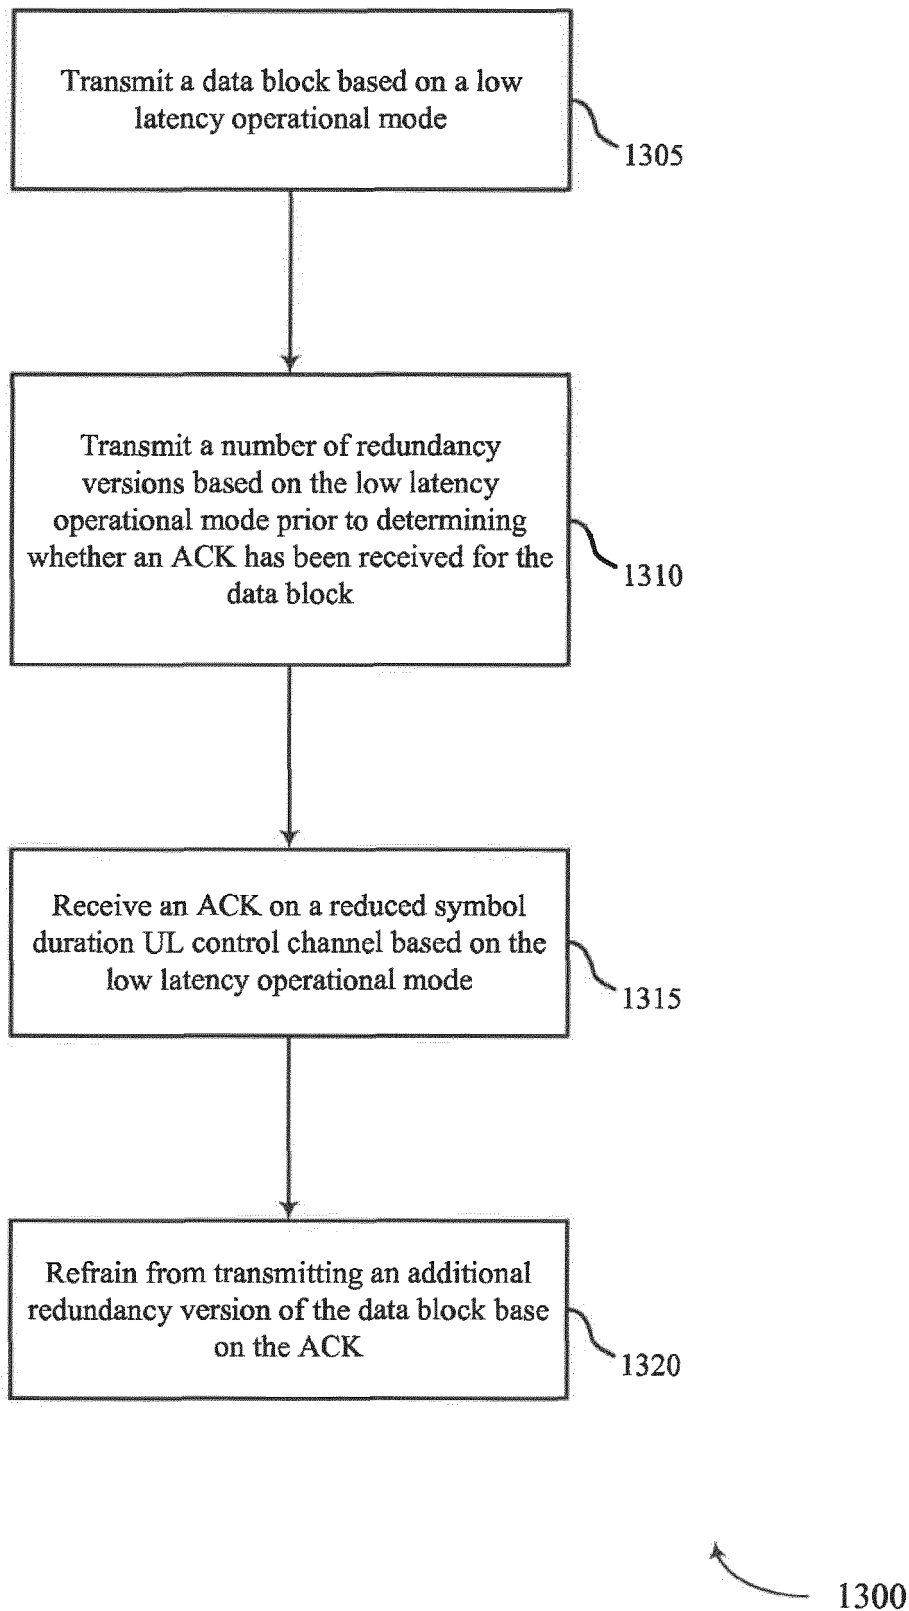 Transmit a data block based on a low
latency operational mode
1305
Transmit a number of redundancy
versions based on the low latency
operational mode prior to determining
whether an ACK has been received for the
data block
1310
Receive an ACK on a reduced symbol
duration UL control channel based on the
low latency operational mode
1315
Refrain from transmitting an additional
redundancy version of the data block base
on the ACK
1320
1300